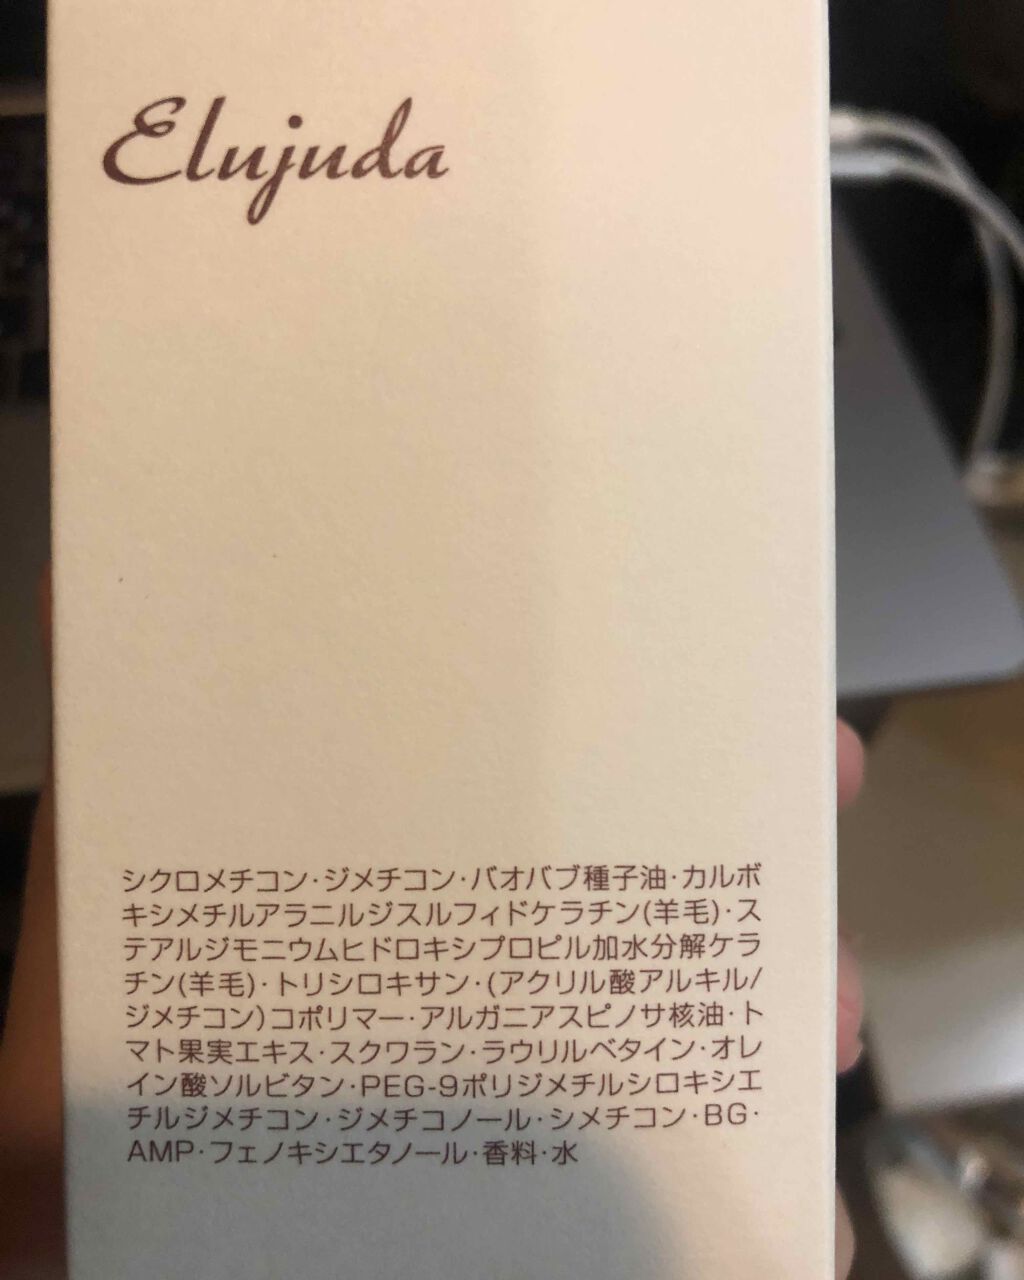 Elujuda
シクロメチコン・ジメチコン・バオバブ種子油・カルボ
キシメチルアラニルジスルフィドケラチン(羊毛)・ス
テアルジモニウムヒドロキシプロピル加水分解ケラ
チン(羊毛)・トリシロキサン・(アクリル酸アルキル/
ジメチコン)コポリマー・アルガニアスピノサ核油・ト
マト果実エキス・スクワラン・ラウリルベタイン・オレ
イン酸ソルビタン・PEG-9ポリジメチルシロキシエ
チルジメチコン・ジメチコノール・シメチコン・BG・
AMP・フェノキシエタノール・香料・水